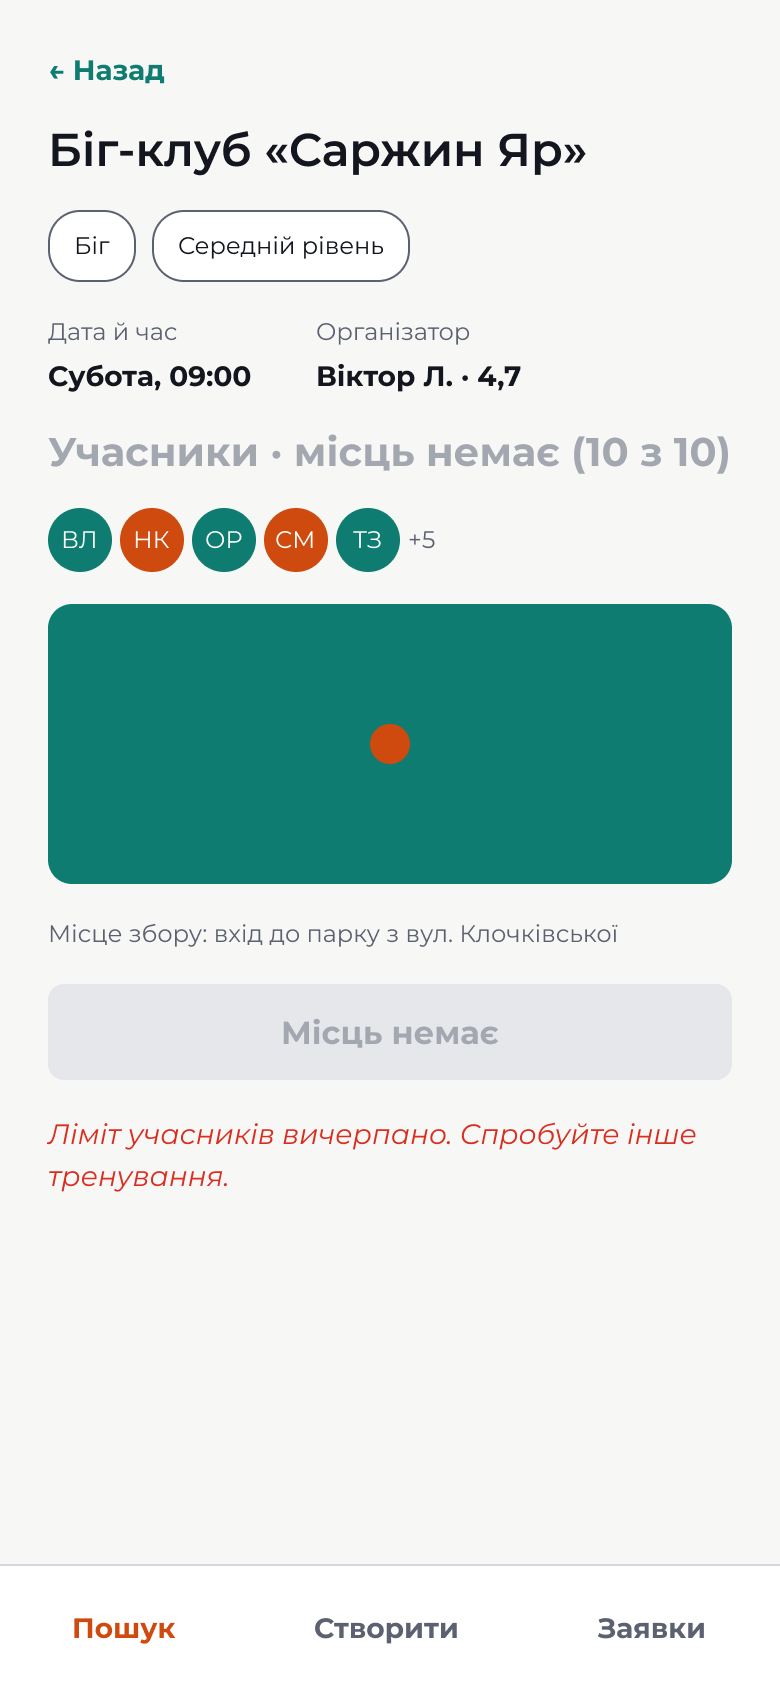 ← Назад
Біг-клуб «Саржин Яр»
Біг
Середній рівень
Дата й час
Організатор
Субота, 09:00
Віктор Л. · 4,7
Учасники · місць немає (10 з 10)
ВЛ НК ОР СМ ТЗ +5
Місце збору: вхід до парку з вул. Клочківської
Місць немає
Ліміт учасників вичерпано. Спробуйте інше
тренування.
Пошук
Створити
Заявки